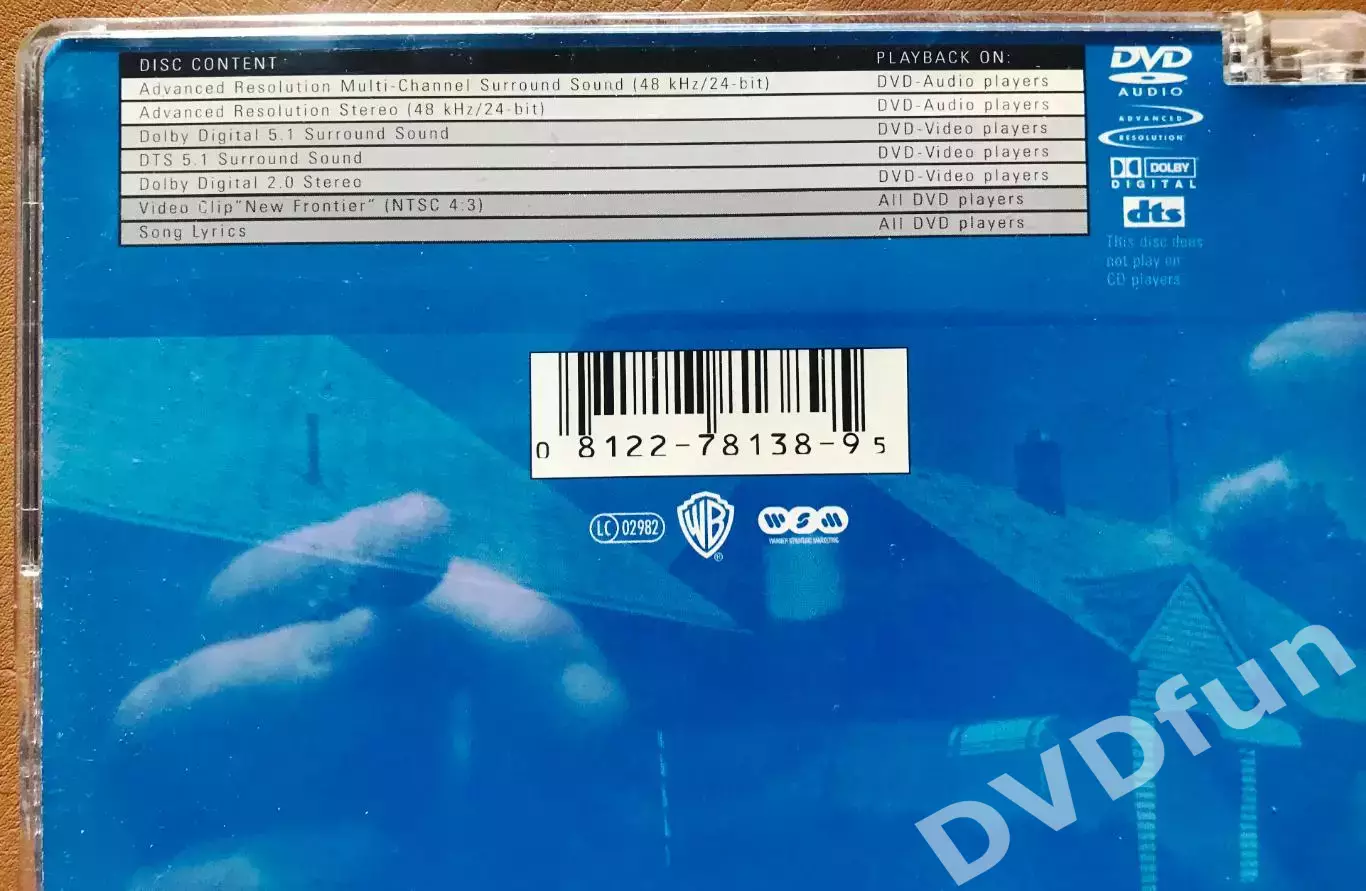 DISC CONTENT PLAYBACK ON:
Advanced Resolution Multi-Channel Surround Sound (48 kHz/24-bit) DVD-Audio players
Advanced Resolution Stereo (48 kHz/24-bit) DVD-Audio players
Dolby Digital 5.1 Surround Sound DVD-Video players
DTS 5.1 Surround Sound DVD-Video players
Dolby Digital 2.0 Stereo DVD-Video players
Video Clip"New Frontier" (NTSC 4:3) All DVD players
Song Lyrics All DVD players
DVD
AUDIO
ADVANCED
RESOLUTION
DOLBY
DIGITAL
dts
This disc does
not play on
CD players
0 8122-78138-9 5
LC 02982
WB
®
WSM
WARNER STRATEGIC MARKETING
DVDfun